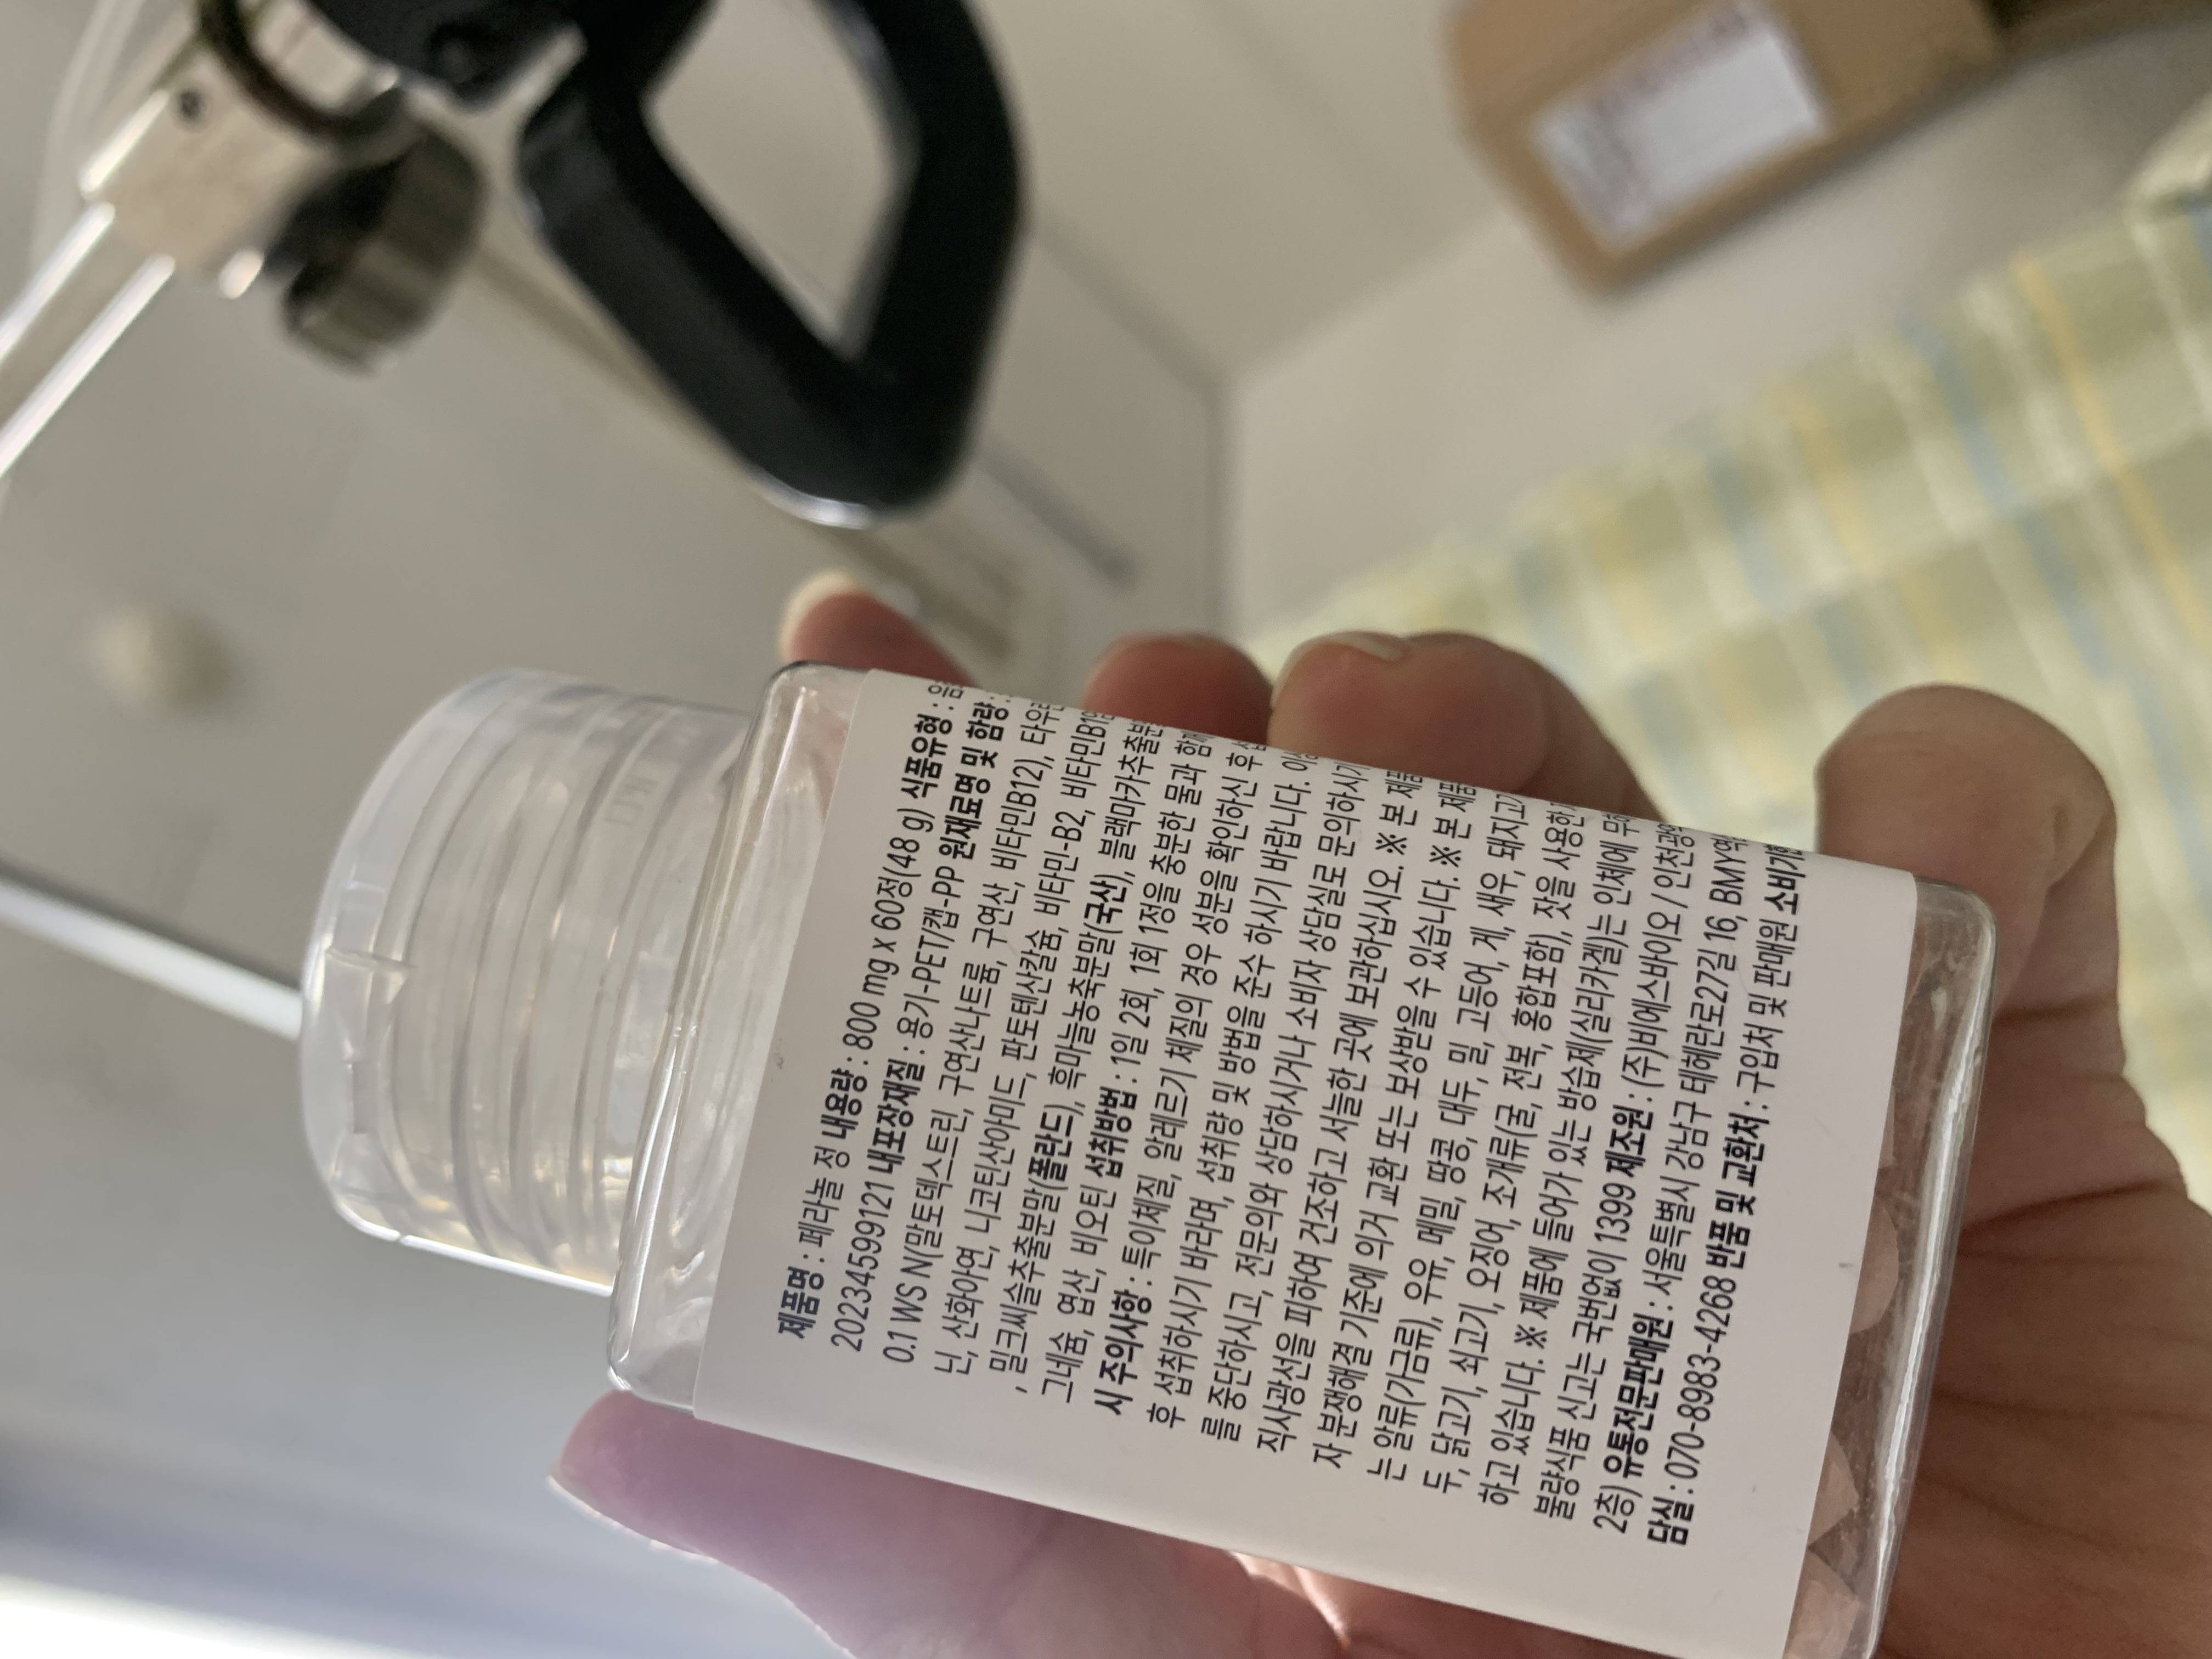 제품명 : 페라놀 정 내용량 : 800 mg x 60정(48 g) 식품유형 :
20234599121 내포장재질 : 용기-PET/캡-PP 원재료명 및 함량 :
0.1 WS N(말토덱스트린, 구연산나트륨, 구연산, 비타민B12),
닌, 산화아연, 니코틴산아미드, 판토텐산칼슘, 비타민-B2, 비타민B1
, 밀크씨슬추출분말(폴란드), 흑마늘농축분말(국산), 블랙마카추출분
그네슘, 엽산, 비오틴 섭취방법 : 1일 2회, 1회 1정을 충분한 물과 함께
시 주의사항 : 특이체질, 알레르기 체질의 경우 성분을 확인하신 후
후 섭취하시기 바라며, 섭취량 및 방법을 준수 하시기 바랍니다.
를 중단하시고, 전문의와 상담하시거나 소비자 상담실로 문의하시기
직사광선을 피하여 건조하고 서늘한 곳에 보관하십시오. ※ 본 제품
자 분쟁해결 기준에 의거 교환 또는 보상받을 수 있습니다. ※ 본 제품
는 알류(가금류), 우유, 메밀, 땅콩, 대두, 밀, 고등어, 게, 새우, 돼지고기
두, 닭고기, 쇠고기, 오징어, 조개류(굴, 전복, 홍합포함), 잣을 사용
하고 있습니다. ※ 제품에 들어가 있는 방습제(실리카겔)는 인체에 무
불량식품 신고는 국번없이 1399 제조원 : (주)비에스바이오 / 인천광
2층) 유통전문판매원 : 서울특별시 강남구 테헤란로27길 16, BMY
담실 : 070-8983-4268 반품 및 교환처 : 구입처 및 판매원 소비기